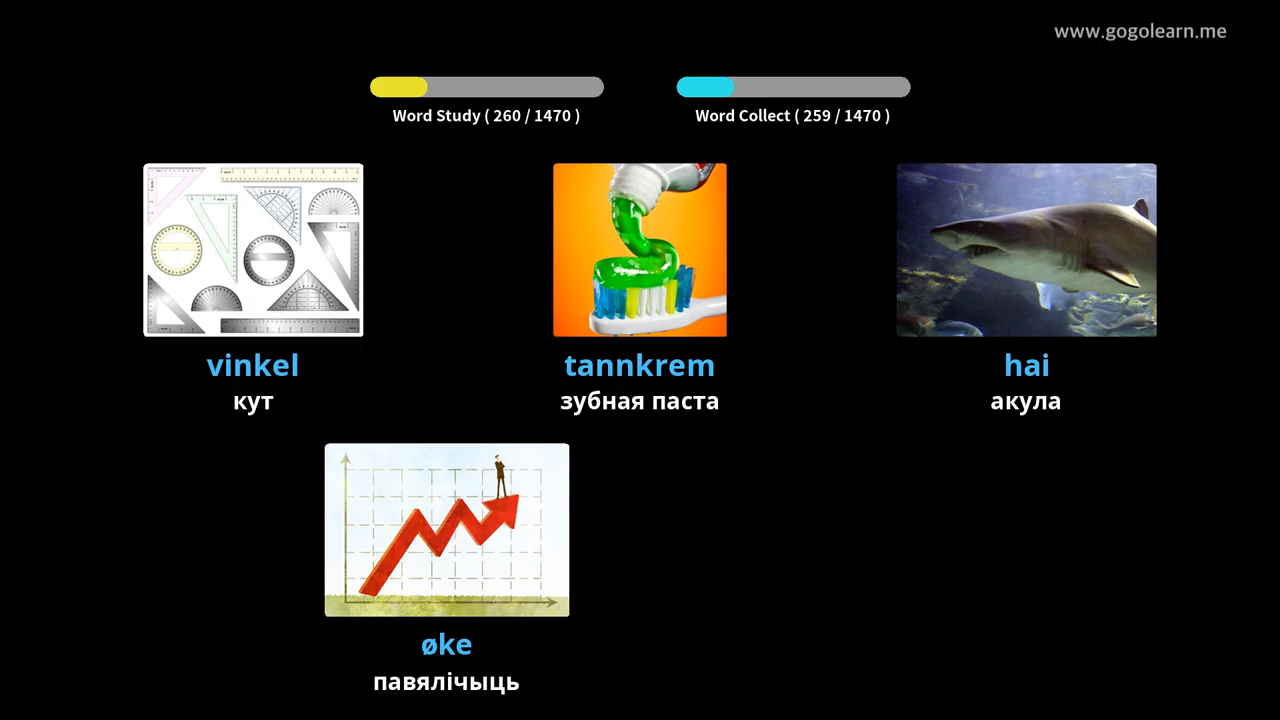 www.gogolearn.me
Word Study ( 260 / 1470 )
Word Collect ( 259 / 1470 )
vinkel
кут
tannkrem
зубная паста
hai
акула
øke
павялічыць